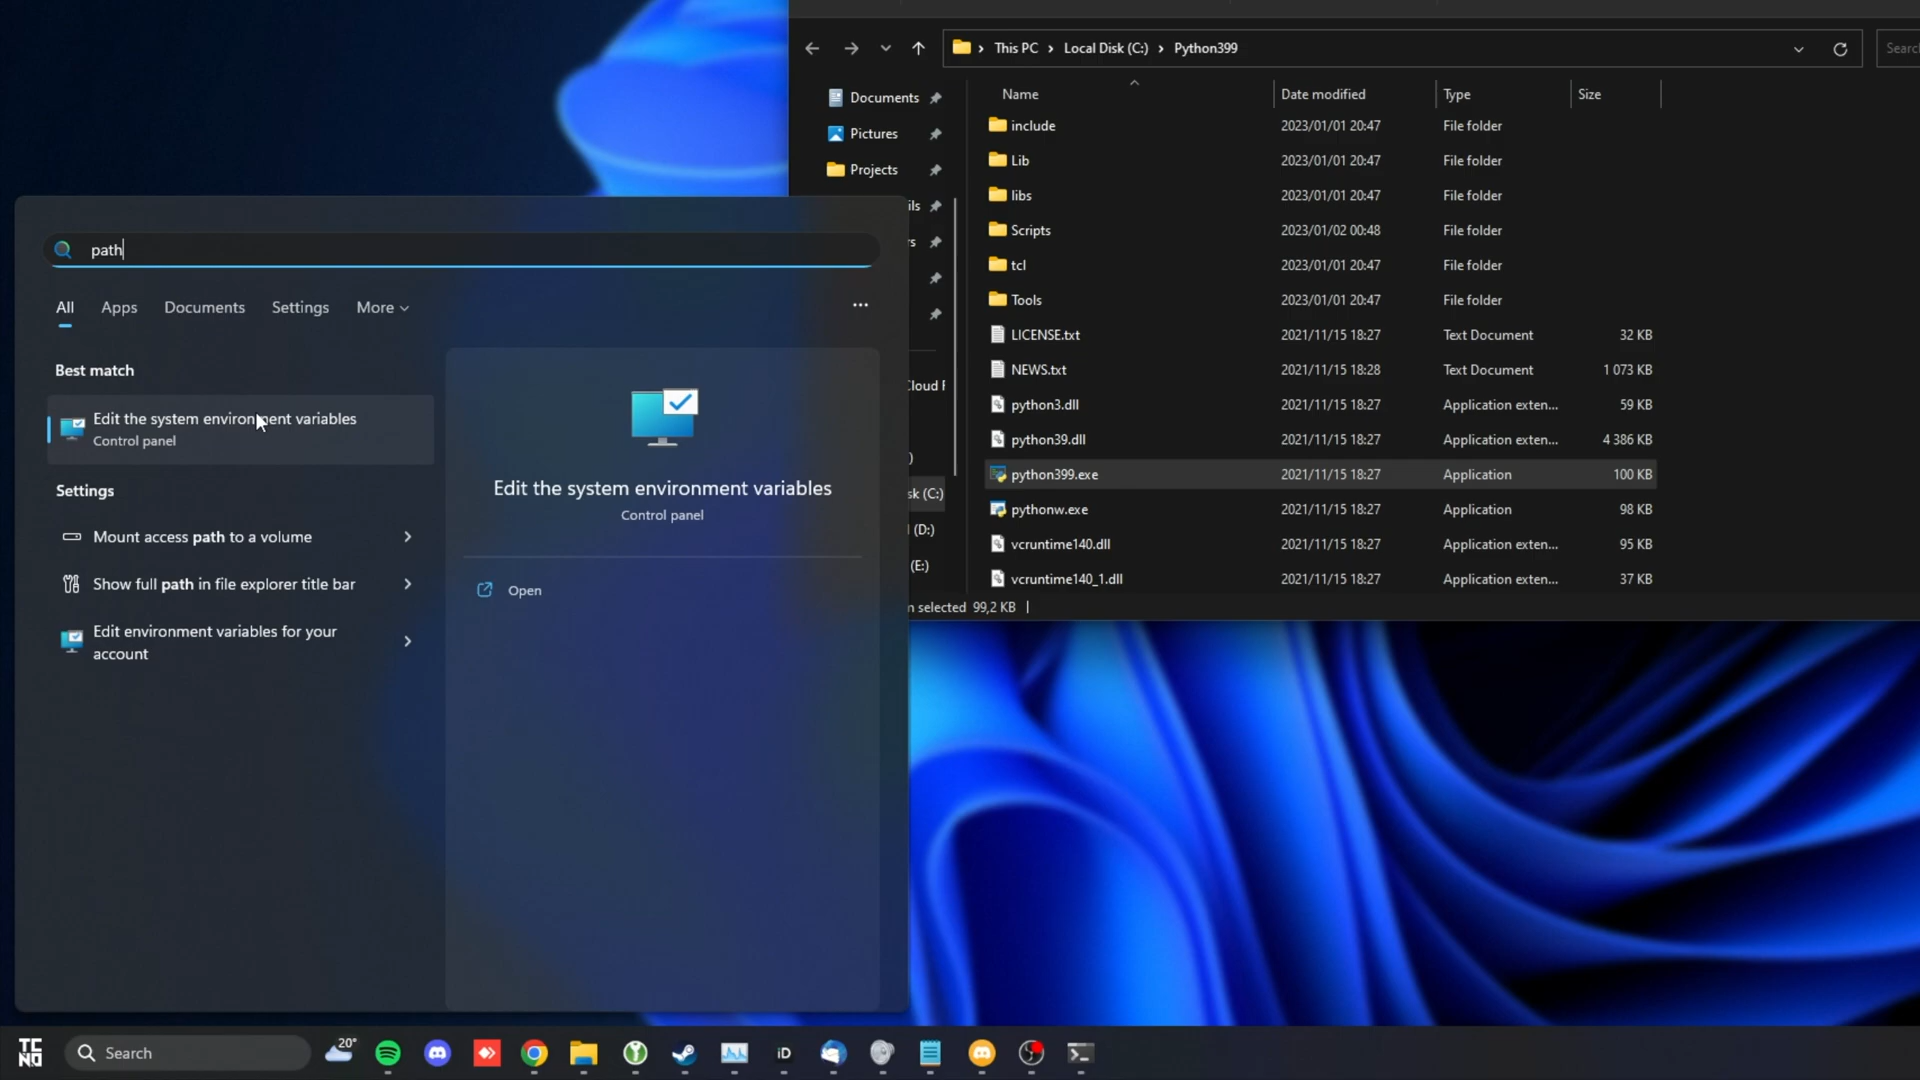 This PC
Local Disk (C:)
Python399
Search
Name
Date modified
Type
Size
Documents
Pictures
Projects
ils
rs
Cloud F
)
sk (C:)
(D:)
(E:)
include 2023/01/01 20:47 File folder
Lib 2023/01/01 20:47 File folder
libs 2023/01/01 20:47 File folder
Scripts 2023/01/02 00:48 File folder
tcl 2023/01/01 20:47 File folder
Tools 2023/01/01 20:47 File folder
LICENSE.txt 2021/11/15 18:27 Text Document 32 KB
NEWS.txt 2021/11/15 18:28 Text Document 1 073 KB
python3.dll 2021/11/15 18:27 Application exten... 59 KB
python39.dll 2021/11/15 18:27 Application exten... 4 386 KB
python399.exe 2021/11/15 18:27 Application 100 KB
pythonw.exe 2021/11/15 18:27 Application 98 KB
vcruntime140.dll 2021/11/15 18:27 Application exten... 95 KB
vcruntime140_1.dll 2021/11/15 18:27 Application exten... 37 KB
selected 99,2 KB
path
All Apps Documents Settings More
Best match
Edit the system environment variables
Control panel
Settings
Mount access path to a volume
Show full path in file explorer title bar
Edit environment variables for your
account
Edit the system environment variables
Control panel
Open
TC
NO
Search
20°
iD